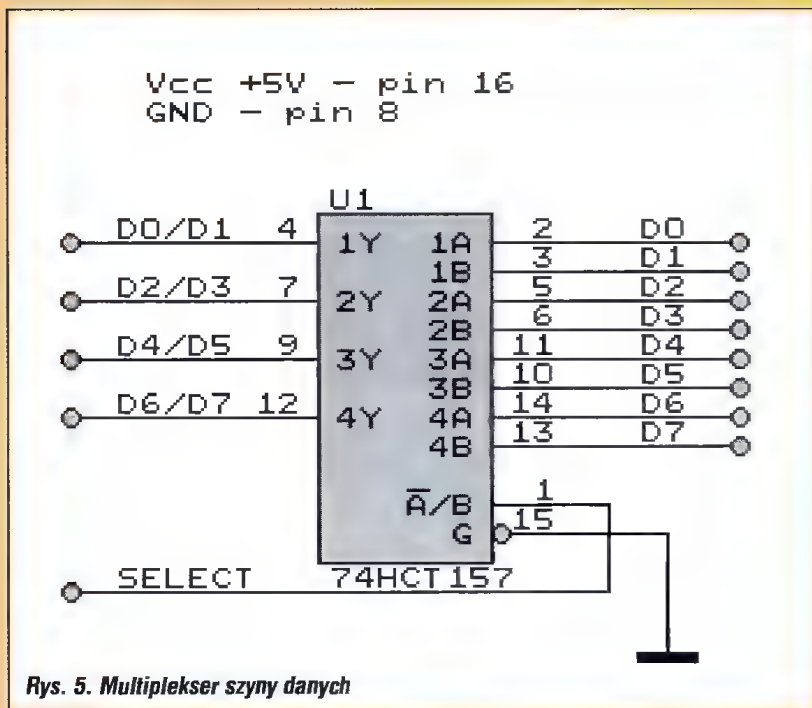 Vcc +5V – pin 16
GND – pin 8
U1
D0/D1 4 1Y 1A 2 D0
1B 3 D1
D2/D3 7 2Y 2A 5 D2
2B 6 D3
D4/D5 9 3Y 3A 11 D4
3B 10 D5
D6/D7 12 4Y 4A 14 D6
4B 13 D7
A̅/B 1
G 15
SELECT 74HCT157
Rys. 5. Multiplekser szyny danych